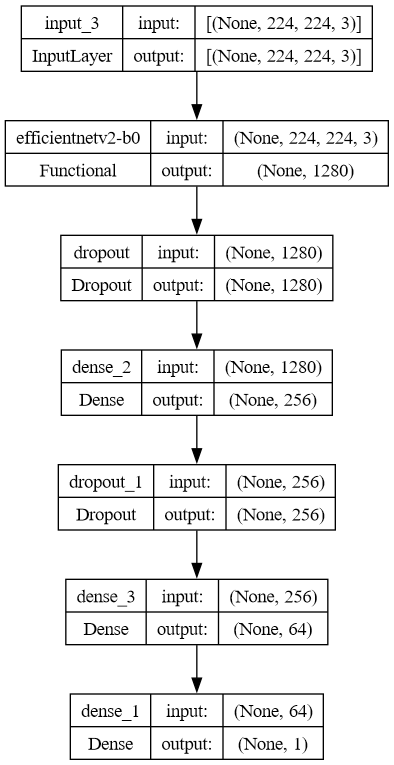 input_3 input: [(None, 224, 224, 3)]
InputLayer output: [(None, 224, 224, 3)]
efficientnetv2-b0 input: (None, 224, 224, 3)
Functional output: (None, 1280)
dropout input: (None, 1280)
Dropout output: (None, 1280)
dense_2 input: (None, 1280)
Dense output: (None, 256)
dropout_1 input: (None, 256)
Dropout output: (None, 256)
dense_3 input: (None, 256)
Dense output: (None, 64)
dense_1 input: (None, 64)
Dense output: (None, 1)